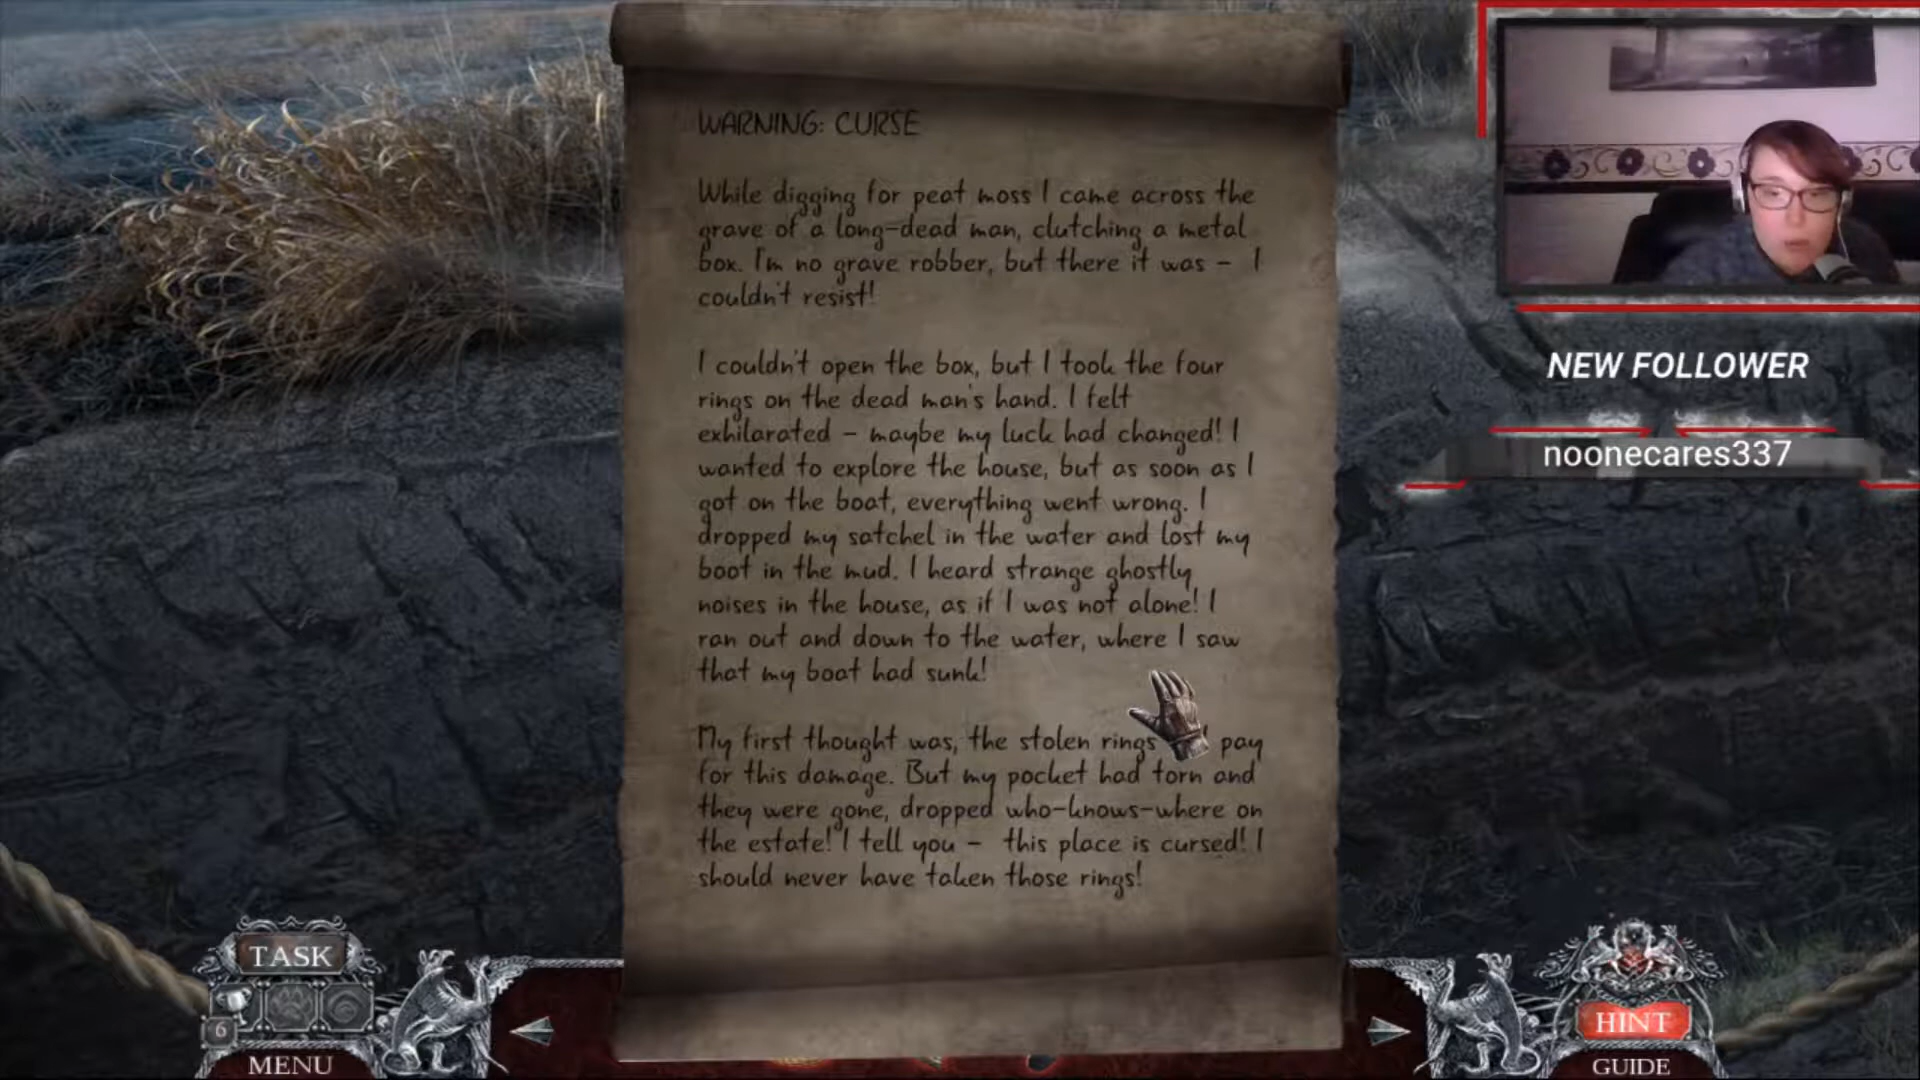 WARNING: CURSE
While digging for peat moss I came across the
grave of a long-dead man, clutching a metal
box. I'm no grave robber, but there it was - I
couldn't resist!
I couldn't open the box, but I took the four
rings on the dead man's hand. I felt
exhilarated - maybe my luck had changed! I
wanted to explore the house, but as soon as I
got on the boat, everything went wrong. I
dropped my satchel in the water and lost my
boot in the mud. I heard strange ghostly
noises in the house, as if I was not alone! I
ran out and down to the water, where I saw
that my boat had sunk!
My first thought was, the stolen rings pay
for this damage. But my pocket had torn and
they were gone, dropped who-knows-where on
the estate! I tell you - this place is cursed! I
should never have taken those rings!
NEW FOLLOWER
noonecares337
TASK
6
MENU
HINT
GUIDE